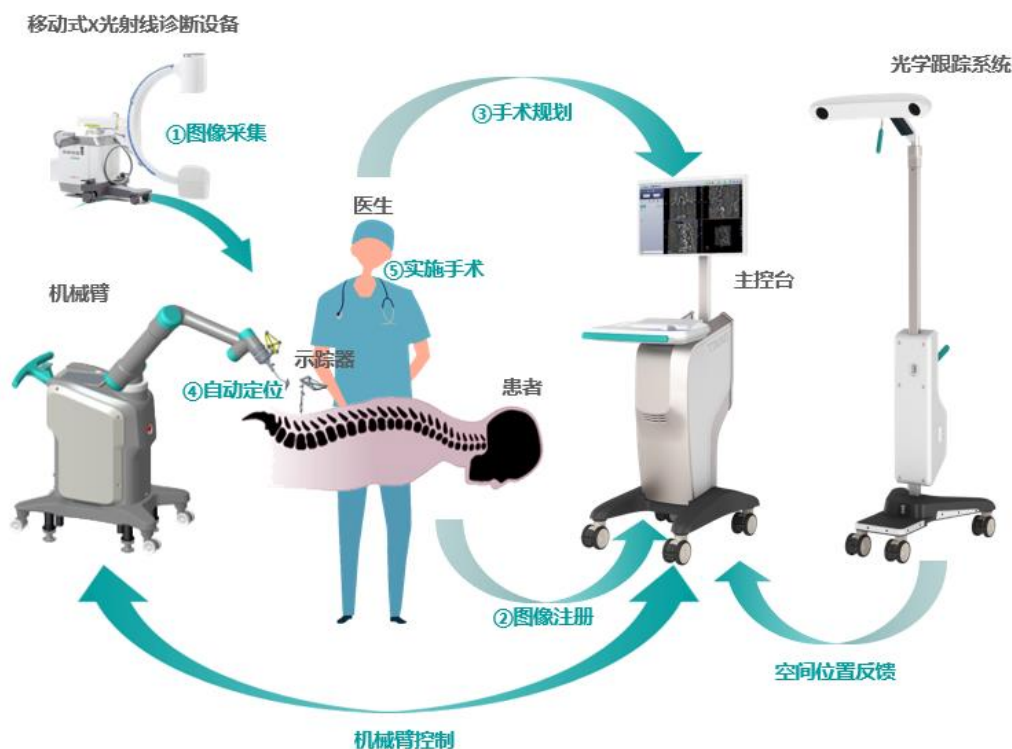 移动式X光射线诊断设备
光学跟踪系统
③手术规划
①图像采集
医生
⑤实施手术
主控台
机械臂
示踪器
④自动定位
患者
②图像注册
空间位置反馈
机械臂控制